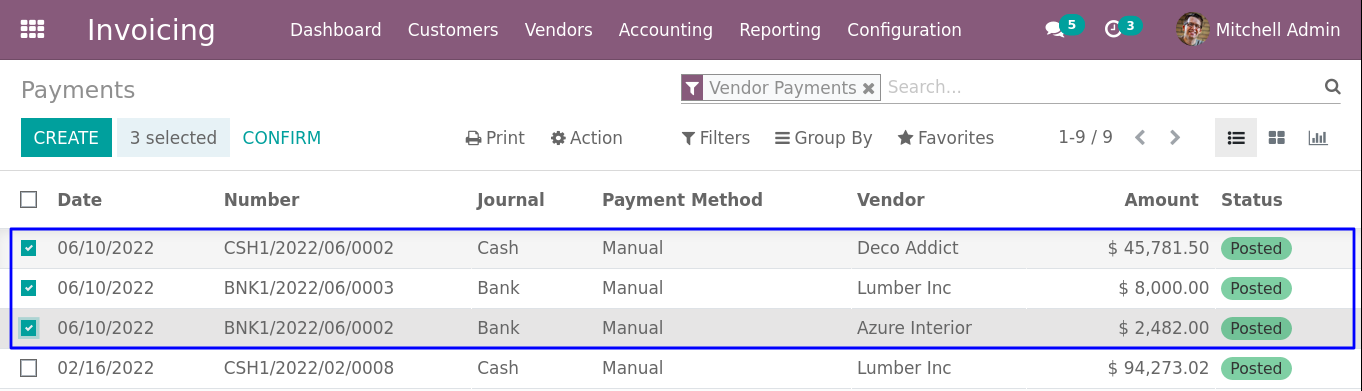 Invoicing Dashboard Customers Vendors Accounting Reporting Configuration 5 3 Mitchell Admin
Payments Vendor Payments Search...
CREATE 3 selected CONFIRM Print Action Filters Group By Favorites 1-9 / 9
Date Number Journal Payment Method Vendor Amount Status
06/10/2022 CSH1/2022/06/0002 Cash Manual Deco Addict $ 45,781.50 Posted
06/10/2022 BNK1/2022/06/0003 Bank Manual Lumber Inc $ 8,000.00 Posted
06/10/2022 BNK1/2022/06/0002 Bank Manual Azure Interior $ 2,482.00 Posted
02/16/2022 CSH1/2022/02/0008 Cash Manual Lumber Inc $ 94,273.02 Posted